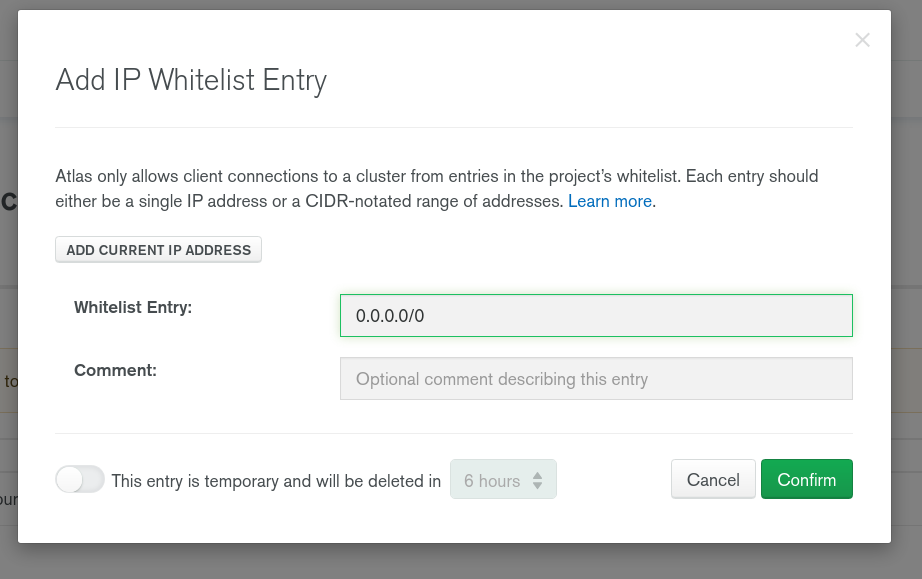 Add IP Whitelist Entry
Atlas only allows client connections to a cluster from entries in the project's whitelist. Each entry should
either be a single IP address or a CIDR-notated range of addresses. Learn more.
ADD CURRENT IP ADDRESS
Whitelist Entry:
0.0.0.0/0
Comment:
Optional comment describing this entry
to
This entry is temporary and will be deleted in
6 hours
Cancel
Confirm